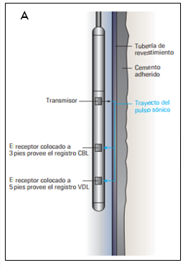 A
Tubería de
revestimiento
Cemento
adherido
Transmisor
Trayecto del
pulso sónico
E receptor colocado a
3 pies provee el registro CBL
E receptor colocado a
5 pies provee el registro VDL